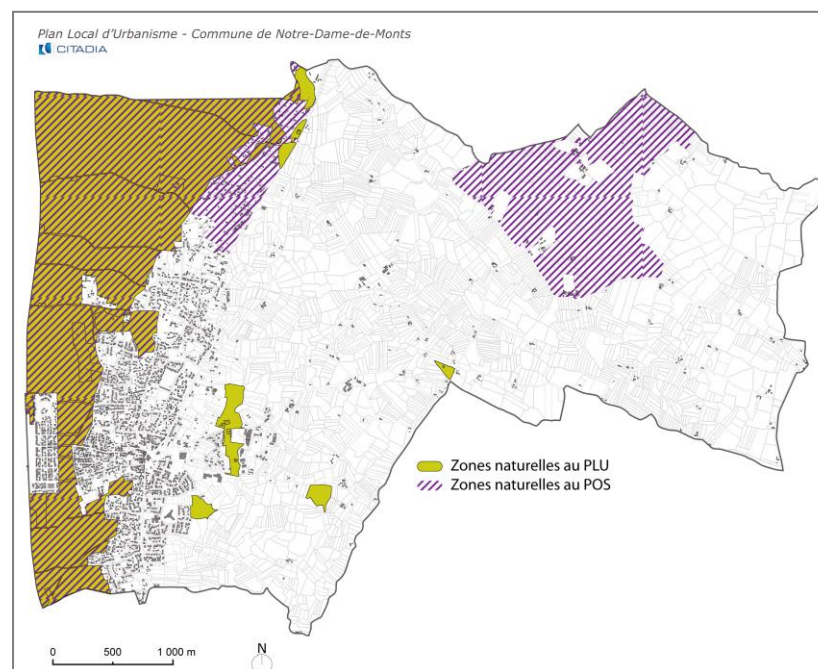 Plan Local d'Urbanisme - Commune de Notre-Dame-de-Monts
CITADIA
Zones naturelles au PLU
Zones naturelles au POS
0 500 1 000 m
N